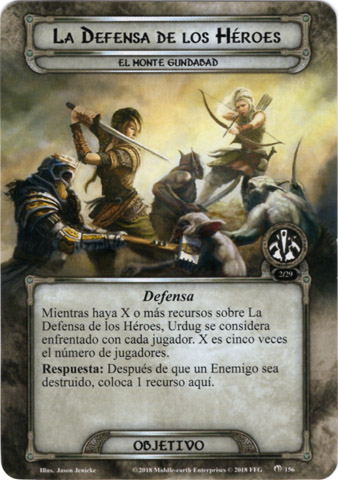 La Defensa de los Héroes
El Monte Gundabad
2/29
Defensa
Mientras haya X o más recursos sobre La
Defensa de los Héroes, Urdug se considera
enfrentado con cada jugador. X es cinco veces
el número de jugadores.
Respuesta: Después de que un Enemigo sea
destruido, coloca 1 recurso aquí.
Objetivo
Illus. Jason Jenicke ©2018 Middle-earth Enterprises © 2018 FFG 156